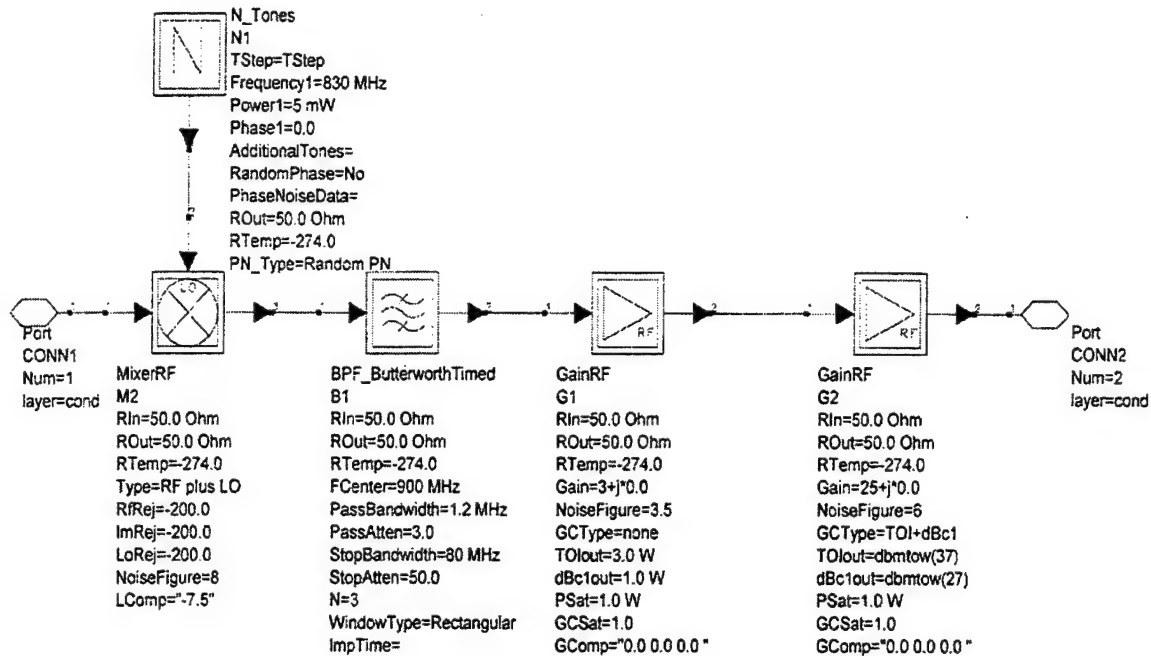 N_Tones
N1
TStep=TStep
Frequency1=830 MHz
Power1=5 mW
Phase1=0.0
AdditionalTones=
RandomPhase=No
PhaseNoiseData=
ROut=50.0 Ohm
RTemp=-274.0
PN_Type=Random PN
LO
RF
RF
Port
CONN1
Num=1
layer=cond
MixerRF
M2
RIn=50.0 Ohm
ROut=50.0 Ohm
RTemp=-274.0
Type=RF plus LO
RfRej=-200.0
ImRej=-200.0
LoRej=-200.0
NoiseFigure=8
LComp="-7.5"
BPF_ButterworthTimed
B1
RIn=50.0 Ohm
ROut=50.0 Ohm
RTemp=-274.0
FCenter=900 MHz
PassBandwidth=1.2 MHz
PassAtten=3.0
StopBandwidth=80 MHz
StopAtten=50.0
N=3
WindowType=Rectangular
ImpTime=
GainRF
G1
RIn=50.0 Ohm
ROut=50.0 Ohm
RTemp=-274.0
Gain=3+j*0.0
NoiseFigure=3.5
GCType=none
TOIout=3.0 W
dBc1out=1.0 W
PSat=1.0 W
GCSat=1.0
GComp="0.0 0.0 0.0 "
GainRF
G2
RIn=50.0 Ohm
ROut=50.0 Ohm
RTemp=-274.0
Gain=25+j*0.0
NoiseFigure=6
GCType=TOI+dBc1
TOIout=dbmtow(37)
dBc1out=dbmtow(27)
PSat=1.0 W
GCSat=1.0
GComp="0.0 0.0 0.0 "
Port
CONN2
Num=2
layer=cond